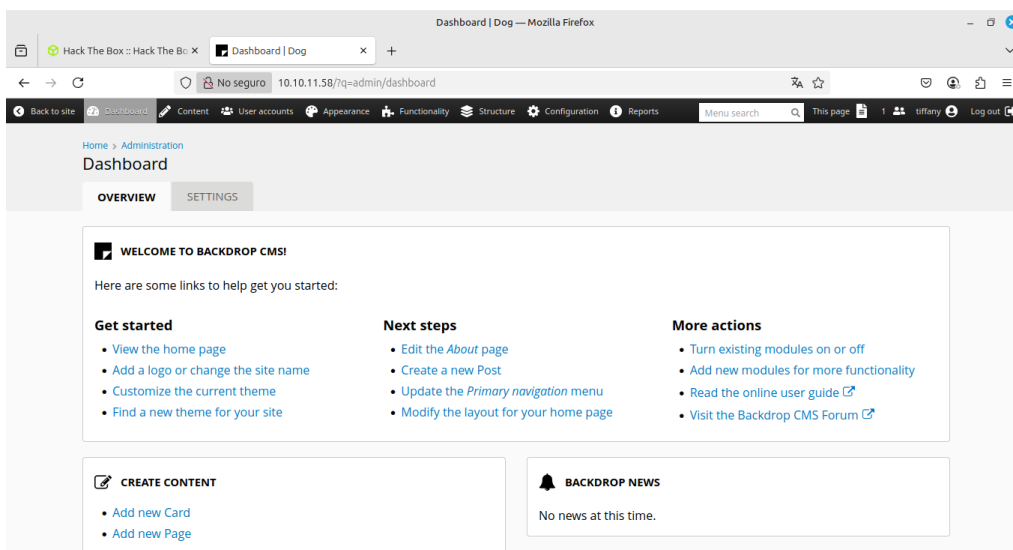 Dashboard | Dog — Mozilla Firefox
Hack The Box :: Hack The Bo
Dashboard | Dog
No seguro 10.10.11.58/?q=admin/dashboard
Back to site Dashboard Content User accounts Appearance Functionality Structure Configuration Reports Menu search This page 1 tiffany Log out
Home > Administration
Dashboard
OVERVIEW SETTINGS
WELCOME TO BACKDROP CMS!
Here are some links to help get you started:
Get started
• View the home page
• Add a logo or change the site name
• Customize the current theme
• Find a new theme for your site
Next steps
• Edit the About page
• Create a new Post
• Update the Primary navigation menu
• Modify the layout for your home page
More actions
• Turn existing modules on or off
• Add new modules for more functionality
• Read the online user guide
• Visit the Backdrop CMS Forum
CREATE CONTENT
• Add new Card
• Add new Page
BACKDROP NEWS
No news at this time.